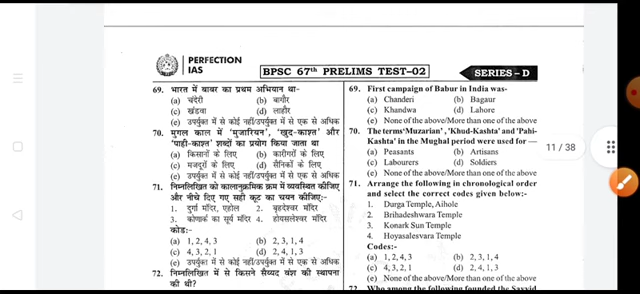 PERFECTION
IAS
BPSC 67th PRELIMS TEST-02
SERIES - D
69. भारत में बाबर का प्रथम अभियान था-
(a) चंदेरी (b) बागौर
(c) खंडवा (d) लाहौर
(e) उपर्युक्त में से कोई नहीं/उपर्युक्त में से एक से अधिक
70. मुगल काल में 'मुजारियन', 'खुद-काश्त' और
'पाही-काश्त' शब्दों का प्रयोग किया जाता था
(a) किसानों के लिए (b) कारीगरों के लिए
(c) मजदूरों के लिए (d) सैनिकों के लिए
(e) उपर्युक्त में से कोई नहीं/उपर्युक्त में से एक से अधिक
71. निम्नलिखित को कालानुक्रमिक क्रम में व्यवस्थित कीजिए
और नीचे दिए गए सही कूट का चयन कीजिए:-
1. दुर्गा मंदिर, एहोल 2. बृहदेश्वर मंदिर
3. कोणार्क का सूर्य मंदिर 4. होयसलेश्वर मंदिर
कोड:-
(a) 1, 2, 4, 3 (b) 2, 3, 1, 4
(c) 4, 3, 2, 1 (d) 2, 4, 1, 3
(e) उपर्युक्त में से कोई नहीं/उपर्युक्त में से एक से अधिक
72. निम्नलिखित में से किसने सैय्यद वंश की स्थापना
की थी?
69. First campaign of Babur in India was-
(a) Chanderi (b) Bagaur
(c) Khandwa (d) Lahore
(e) None of the above/More than one of the above
70. The terms'Muzarian' , 'Khud-Kashta' and 'Pahi-
Kashta' in the Mughal period were used for —
(a) Peasants (b) Artisans
(c) Labourers (d) Soldiers
(e) None of the above/More than one of the above
71. Arrange the following in chronological order
and select the correct codes given below:-
1. Durga Temple, Aihole
2. Brihadeshwara Temple
3. Konark Sun Temple
4. Hoyasalesvara Temple
Codes:-
(a) 1, 2, 4, 3 (b) 2, 3, 1, 4
(c) 4, 3, 2, 1 (d) 2, 4, 1, 3
(e) None of the above/More than one of the above
72. Who among the following founded the Sayyid
11 / 38